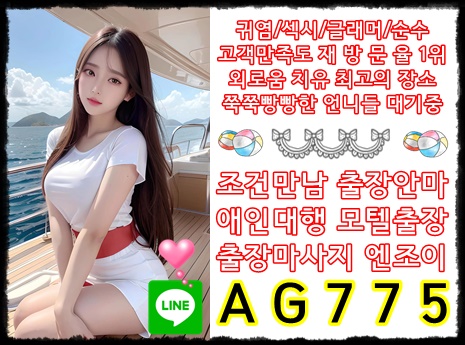 귀염/섹시/글래머/순수
고객만족도 재 방 문 율 1위
외로움 치유 최고의 장소
쭉쭉빵빵한 언니들 대기중
조건만남 출장안마
애인대행 모텔출장
출장마사지 엔조이
LINE
AG775